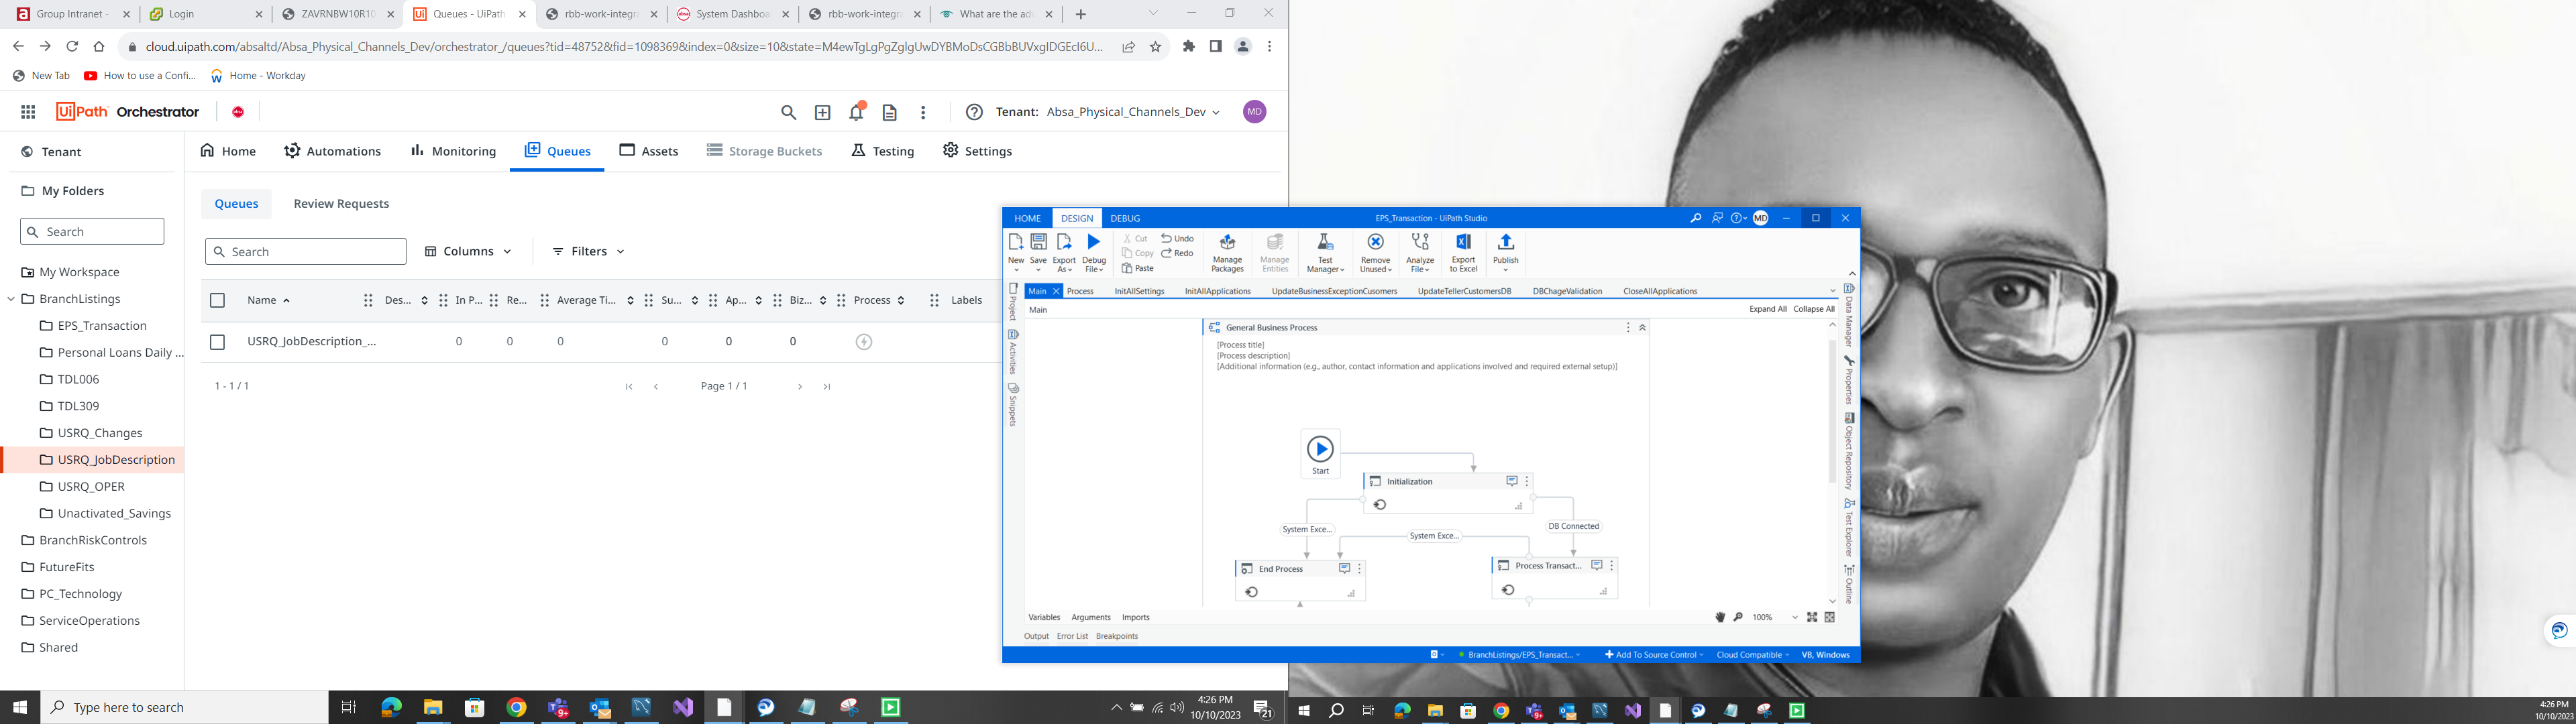 Group Intranet -
Login
ZAVRNBW10R10
Queues - UiPath
rbb-work-integr
System Dashboa
rbb-work-integr
What are the ad
cloud.uipath.com/absaltd/Absa_Physical_Channels_Dev/orchestrator_/queues?tid=48752&fid=1098369&index=0&size=10&state=M4ewTgLgPgZglgUwDYBMoDsCGBbBUVxgIDGEcI6U...
New Tab
How to use a Confi...
Home - Workday
UiPath Orchestrator
Tenant: Absa_Physical_Channels_Dev
MD
Tenant
Home
Automations
Monitoring
Queues
Assets
Storage Buckets
Testing
Settings
My Folders
Search
My Workspace
BranchListings
EPS_Transaction
Personal Loans Daily ...
TDL006
TDL309
USRQ_Changes
USRQ_JobDescription
USRQ_OPER
Unactivated_Savings
BranchRiskControls
FutureFits
PC_Technology
ServiceOperations
Shared
Queues
Review Requests
Search
Columns
Filters
Name
Des...
In P...
Re...
Average Ti...
Su...
Ap...
Biz...
Process
Labels
USRQ_JobDescription_...
0
0
0
0
0
0
1 - 1 / 1
Page 1 / 1
HOME
DESIGN
DEBUG
EPS_Transaction - UiPath Studio
MD
New
Save
Export As
Debug File
Cut
Copy
Paste
Undo
Redo
Manage Packages
Manage Entities
Test Manager
Remove Unused
Analyze File
Export to Excel
Publish
Main
Process
InitAllSettings
InitAllApplications
UpdateBusinessExceptionCusomers
UpdateTellerCustomersDB
DBChageValidation
CloseAllApplications
Main
Expand All
Collapse All
Project
Activities
Snippets
General Business Process
[Process title]
[Process description]
[Additional information (e.g., author, contact information and applications involved and required external setup)]
Start
Initialization
System Exce...
System Exce...
DB Connected
End Process
Process Transact...
Data Manager
Properties
Object Repository
Test Explorer
Outline
Variables
Arguments
Imports
100%
Output
Error List
Breakpoints
BranchListings/EPS_Transact...
Add To Source Control
Cloud Compatible
VB, Windows
Type here to search
9+
4:26 PM
10/10/2023
21
9+
4:26 PM
10/10/2023